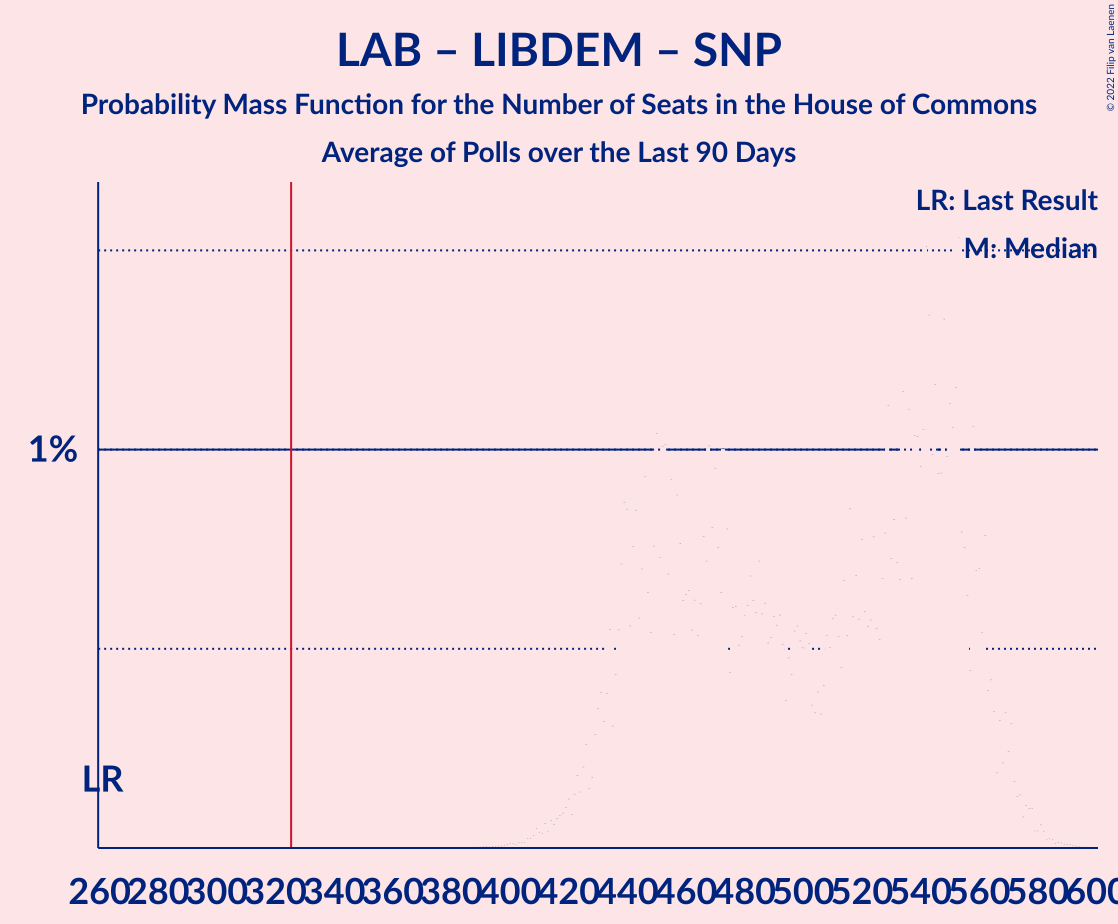 LAB – LIBDEM – SNP
Probability Mass Function for the Number of Seats in the House of Commons
Average of Polls over the Last 90 Days
© 2022 Filip van Laenen
LR: Last Result
M: Median
1%
LR
260 280 300 320 340 360 380 400 420 440 460 480 500 520 540 560 580 600